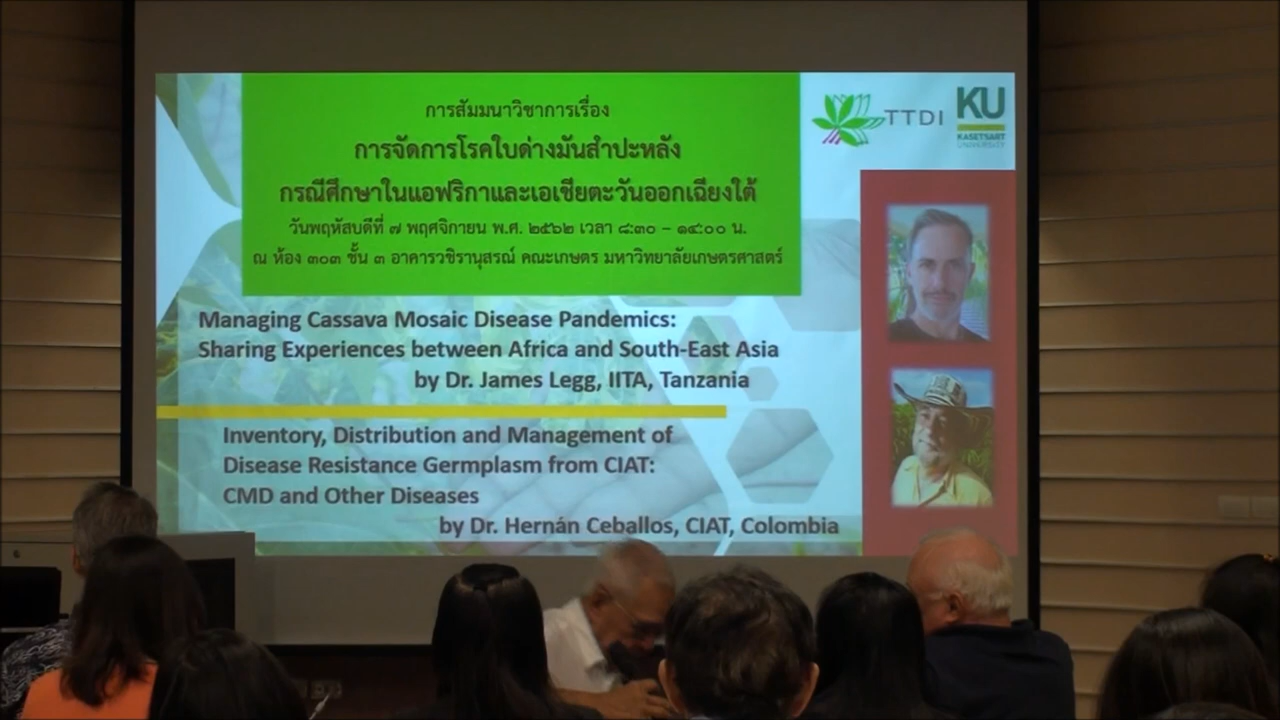 การสัมมนาวิชาการเรื่อง
การจัดการโรคใบด่างมันสำปะหลัง
กรณีศึกษาในแอฟริกาและเอเชียตะวันออกเฉียงใต้
วันพฤหัสบดีที่ ๗ พฤศจิกายน พ.ศ. ๒๕๖๒ เวลา ๘:๓๐ – ๑๔:๐๐ น.
ณ ห้อง ๓๐๓ ชั้น ๓ อาคารวชิรานุสรณ์ คณะเกษตร มหาวิทยาลัยเกษตรศาสตร์
TTDI
KU
KASETSART
UNIVERSITY
Managing Cassava Mosaic Disease Pandemics:
Sharing Experiences between Africa and South-East Asia
by Dr. James Legg, IITA, Tanzania
Inventory, Distribution and Management of
Disease Resistance Germplasm from CIAT:
CMD and Other Diseases
by Dr. Hernán Ceballos, CIAT, Colombia